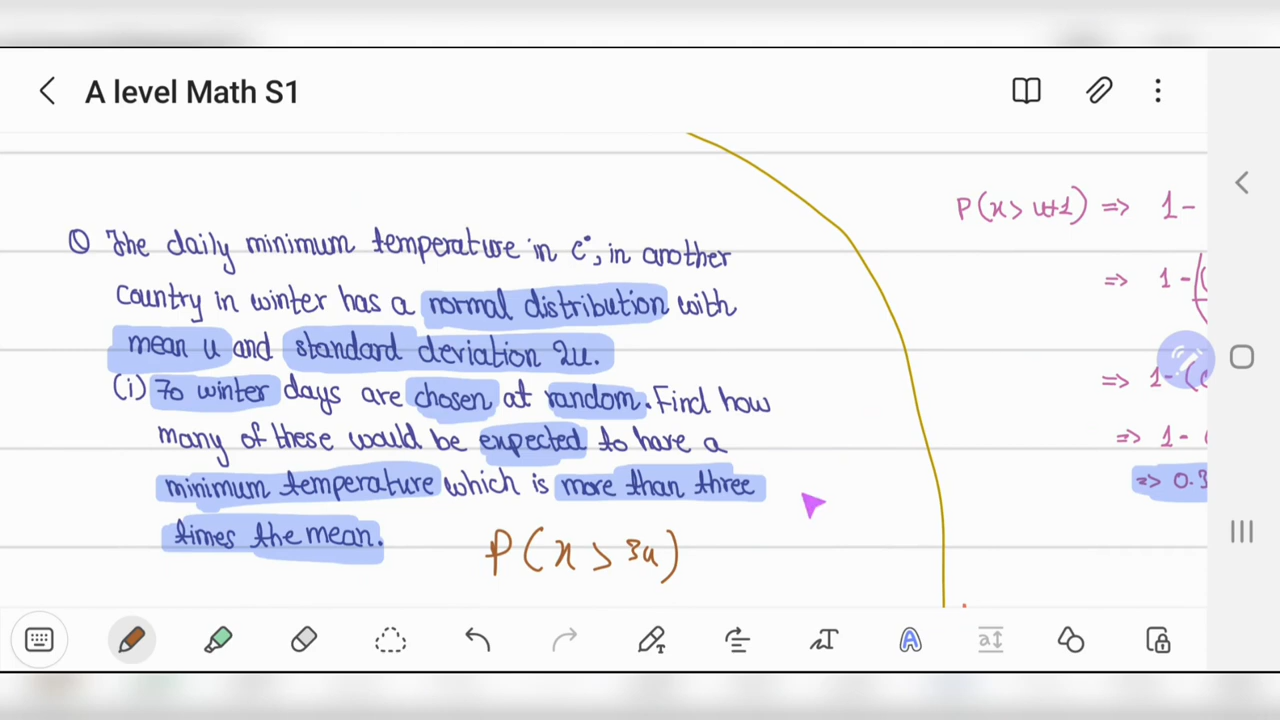 A level Math S1
P(x > u+1) => 1-
Q The daily minimum temperature in c°, in another
country in winter has a normal distribution with
=> 1-
mean u and standard deviation 2u.
(i) 70 winter days are chosen at random. Find how
=> 1-
many of these would be expected to have a
=> 1-
minimum temperature which is more than three
=> 0.3
times the mean.
P(x > 3u)